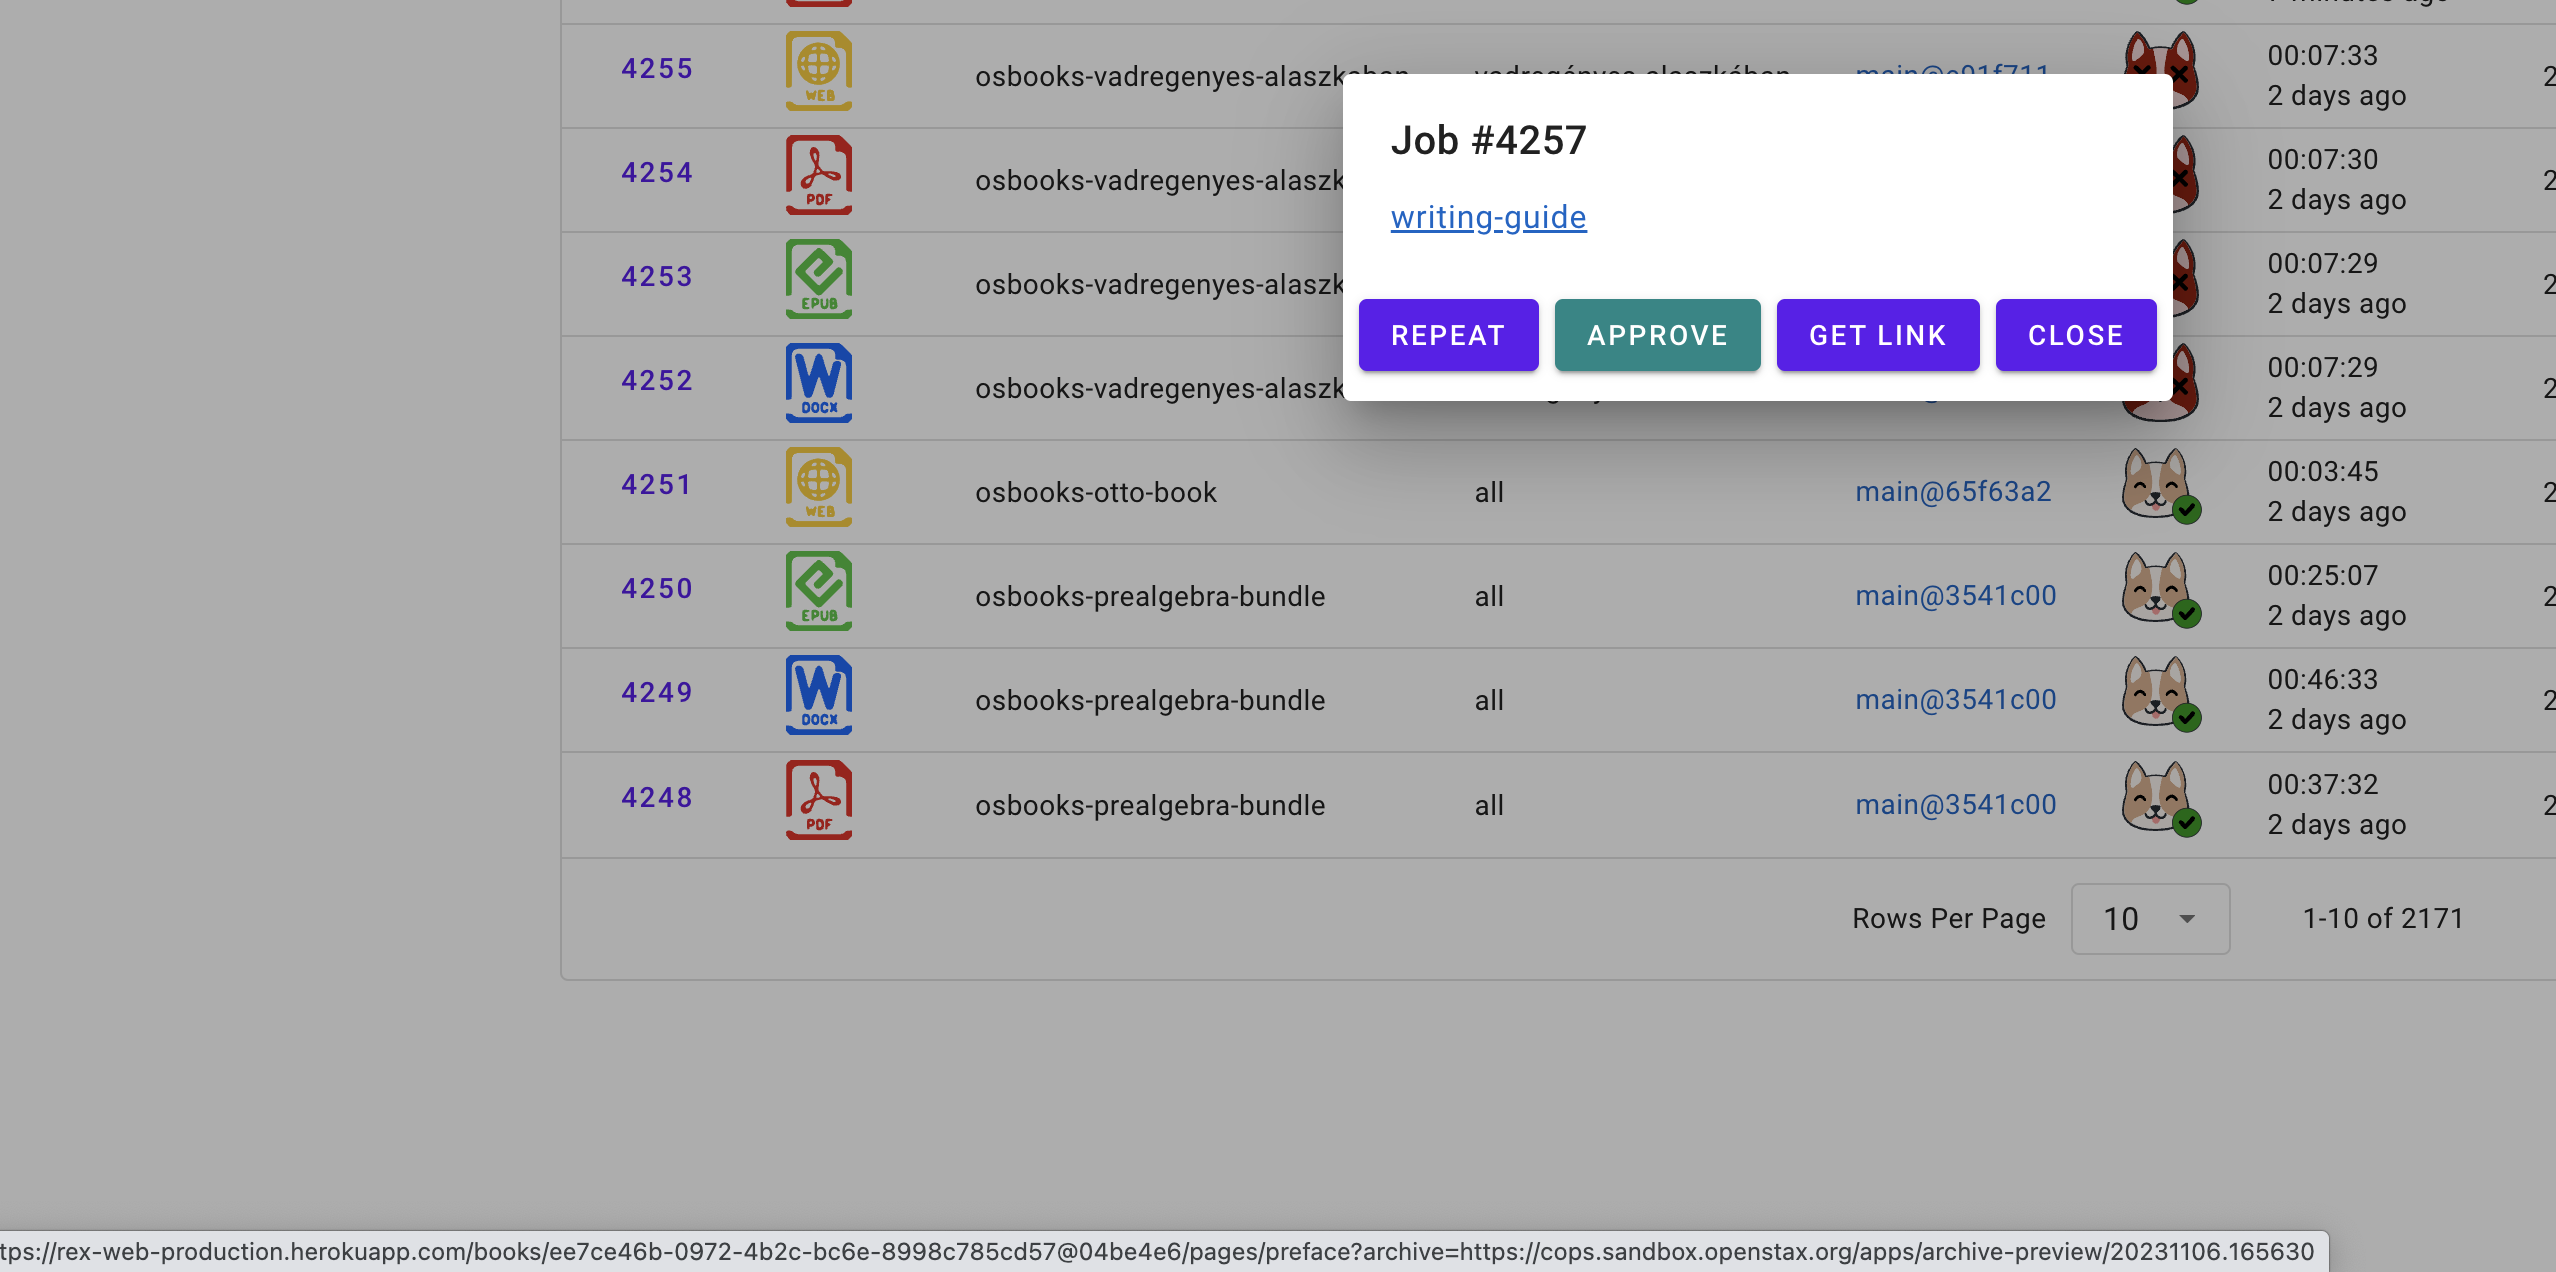 4255 WEB osbooks-vadregenyes-alaszkaban vadregényes-alaszkában main@c91f711 00:07:33
2 days ago
4254 PDF osbooks-vadregenyes-alaszk 00:07:30
2 days ago
4253 EPUB osbooks-vadregenyes-alaszk 00:07:29
2 days ago
4252 DOCX osbooks-vadregenyes-alaszk 00:07:29
2 days ago
Job #4257
writing-guide
REPEAT APPROVE GET LINK CLOSE
4251 WEB osbooks-otto-book all main@65f63a2 00:03:45
2 days ago
4250 EPUB osbooks-prealgebra-bundle all main@3541c00 00:25:07
2 days ago
4249 DOCX osbooks-prealgebra-bundle all main@3541c00 00:46:33
2 days ago
4248 PDF osbooks-prealgebra-bundle all main@3541c00 00:37:32
2 days ago
Rows Per Page 10 1-10 of 2171
tps://rex-web-production.herokuapp.com/books/ee7ce46b-0972-4b2c-bc6e-8998c785cd57@04be4e6/pages/preface?archive=https://cops.sandbox.openstax.org/apps/archive-preview/20231106.165630